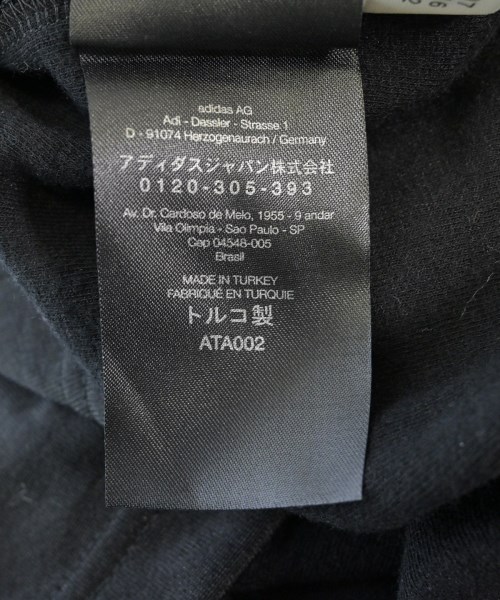 adidas AG
Adi - Dassler - Strasse 1
D - 91074 Herzogenaurach / Germany
アディダスジャパン株式会社
0120-305-393
Av. Dr. Cardoso de Melo, 1955 - 9 andar
Vila Olimpia - Sao Paulo - SP
Cap 04548-005
Brasil
MADE IN TURKEY
FABRIQUÉ EN TURQUIE
トルコ製
ATA002